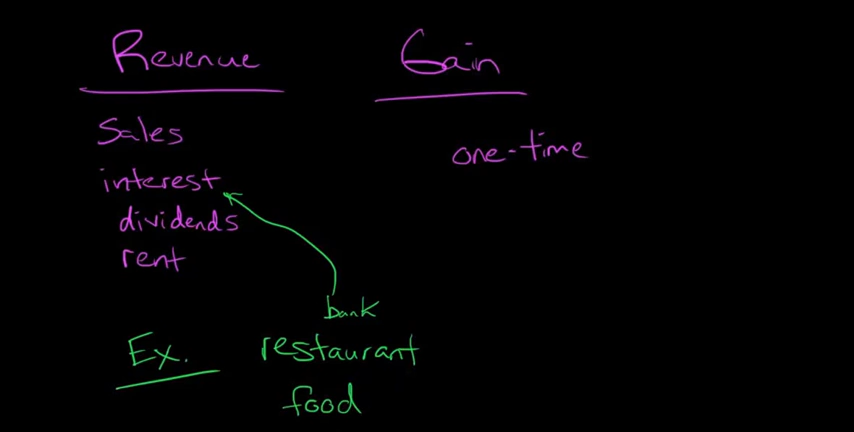 Revenue
Gain
Sales
one-time
interest
dividends
rent
bank
Ex. restaurant
food